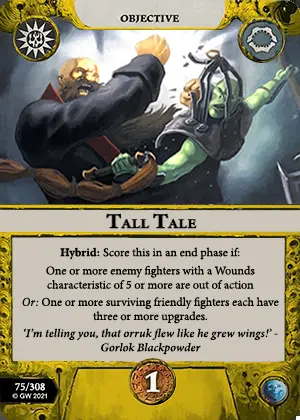 OBJECTIVE
TALL TALE
Hybrid: Score this in an end phase if:
One or more enemy fighters with a Wounds
characteristic of 5 or more are out of action
Or: One or more surviving friendly fighters each have
three or more upgrades.
‘I’m telling you, that orruk flew like he grew wings!’ -
Gorlok Blackpowder
75/308
© GW 2021
1